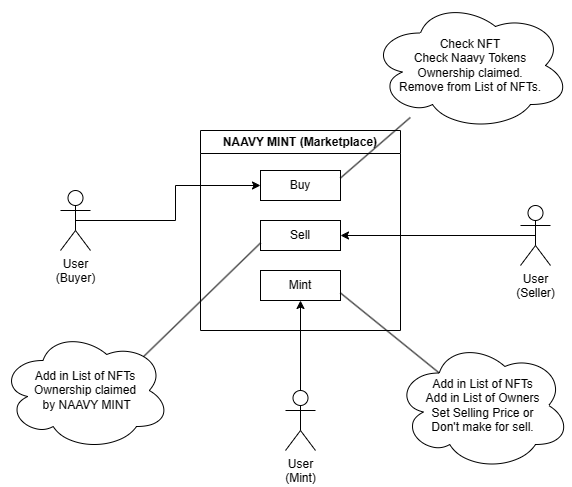 Check NFT
Check Naavy Tokens
Ownership claimed.
Remove from List of NFTs.
NAAVY MINT (Marketplace)
Buy
Sell
Mint
User
(Buyer)
User
(Seller)
Add in List of NFTs
Ownership claimed
by NAAVY MINT
Add in List of NFTs
Add in List of Owners
Set Selling Price or
Don't make for sell.
User
(Mint)